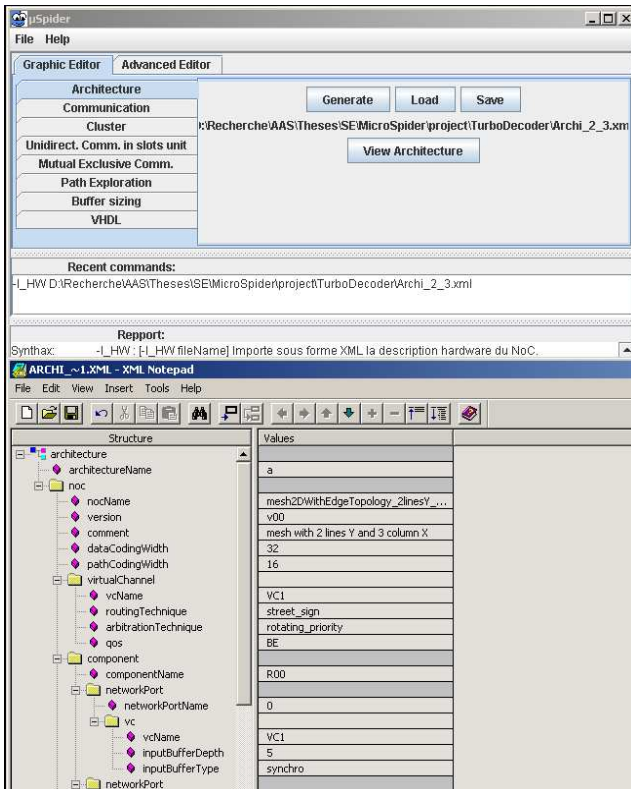 µSpider
File Help
Graphic Editor Advanced Editor
Architecture
Communication
Cluster
Unidirect. Comm. in slots unit
Mutual Exclusive Comm.
Path Exploration
Buffer sizing
VHDL
Generate Load Save
):\Recherche\AAS\Theses\SE\MicroSpider\project\TurboDecoder\Archi_2_3.xm
View Architecture
Recent commands:
-I_HW D:\Recherche\AAS\Theses\SE\MicroSpider\project\TurboDecoder\Archi_2_3.xml
Repport:
Synthax: -I_HW : [-I_HW fileName] Importe sous forme XML la description hardware du NoC.
ARCHI_~1.XML - XML Notepad
File Edit View Insert Tools Help
Structure Values
architecture
architectureName a
noc
nocName mesh2DWithEdgeTopology_2linesY_...
version v00
comment mesh with 2 lines Y and 3 column X
dataCodingWidth 32
pathCodingWidth 16
virtualChannel
vcName VC1
routingTechnique street_sign
arbitrationTechnique rotating_priority
qos BE
component
componentName R00
networkPort
networkPortName 0
vc
vcName VC1
inputBufferDepth 5
inputBufferType synchro
networkPort